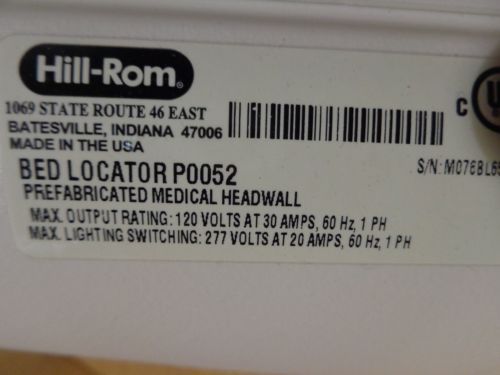 Hill-Rom®
1069 STATE ROUTE 46 EAST
BATESVILLE, INDIANA 47006
MADE IN THE USA
C UL
BED LOCATOR P0052
S/N: M076BL65
PREFABRICATED MEDICAL HEADWALL
MAX. OUTPUT RATING: 120 VOLTS AT 30 AMPS, 60 Hz, 1 PH
MAX. LIGHTING SWITCHING: 277 VOLTS AT 20 AMPS, 60 Hz, 1 PH